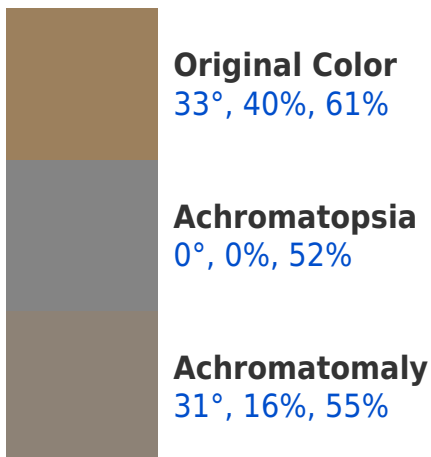 Original Color
33°, 40%, 61%
Achromatopsia
0°, 0%, 52%
Achromatomaly
31°, 16%, 55%